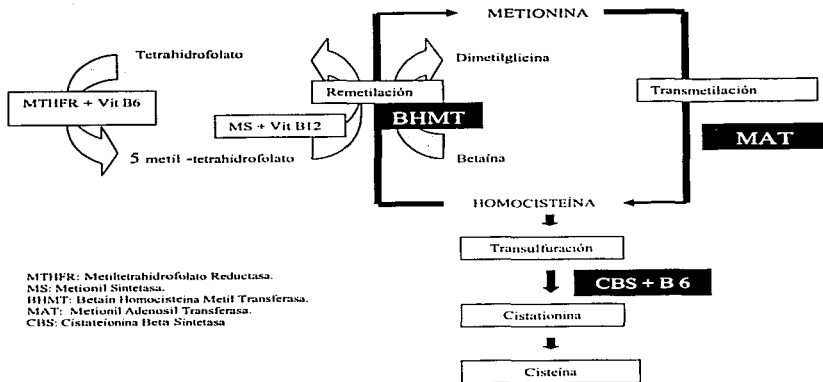 METIONINA
Tetrahidrofolato
Dimetilglicina
Remetilación
Transmetilación
MTHFR + Vit B6
BHMT
MS + Vit B12
MAT
5 metil -tetrahidrofolato
Betaína
HOMOCISTEÍNA
Transulfuración
MTHFR: Metiltetrahidrofolato Reductasa.
MS: Metionil Sintetasa.
BHMT: Betain Homocisteina Metil Transferasa.
MAT: Metionil Adenosil Transferasa.
CBS: Cistateíonina Beta Sintetasa
CBS + B 6
Cistationina
Cisteína